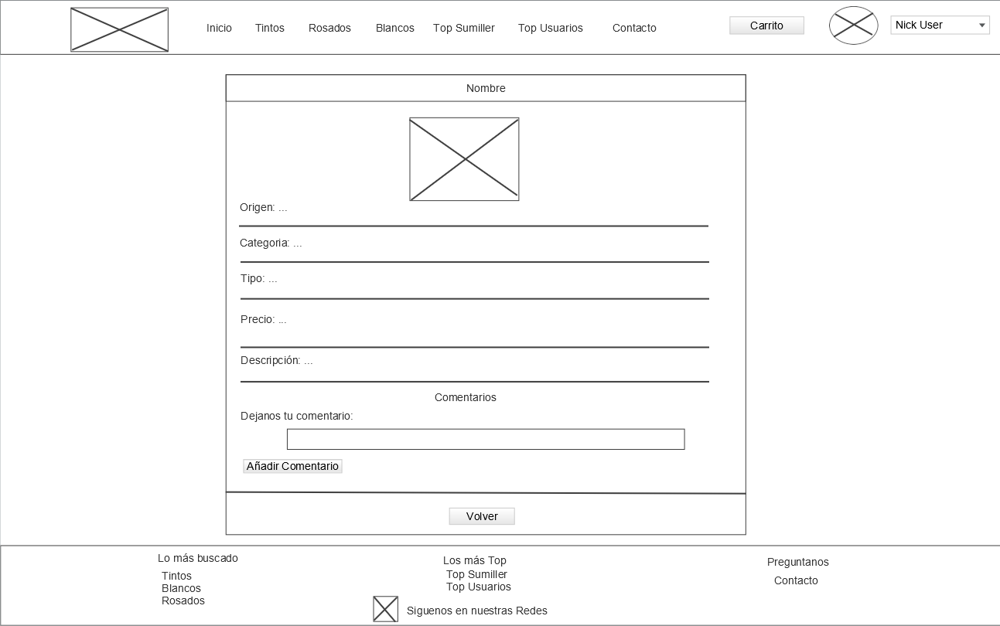 Inicio
Tintos
Rosados
Blancos
Top Sumiller
Top Usuarios
Contacto
Carrito
Nick User
Nombre
Origen: ...
Categoria: ...
Tipo: ...
Precio: ...
Descripción: ...
Comentarios
Dejanos tu comentario:
Añadir Comentario
Volver
Lo más buscado
Tintos
Blancos
Rosados
Los más Top
Top Sumiller
Top Usuarios
Siguenos en nuestras Redes
Preguntanos
Contacto